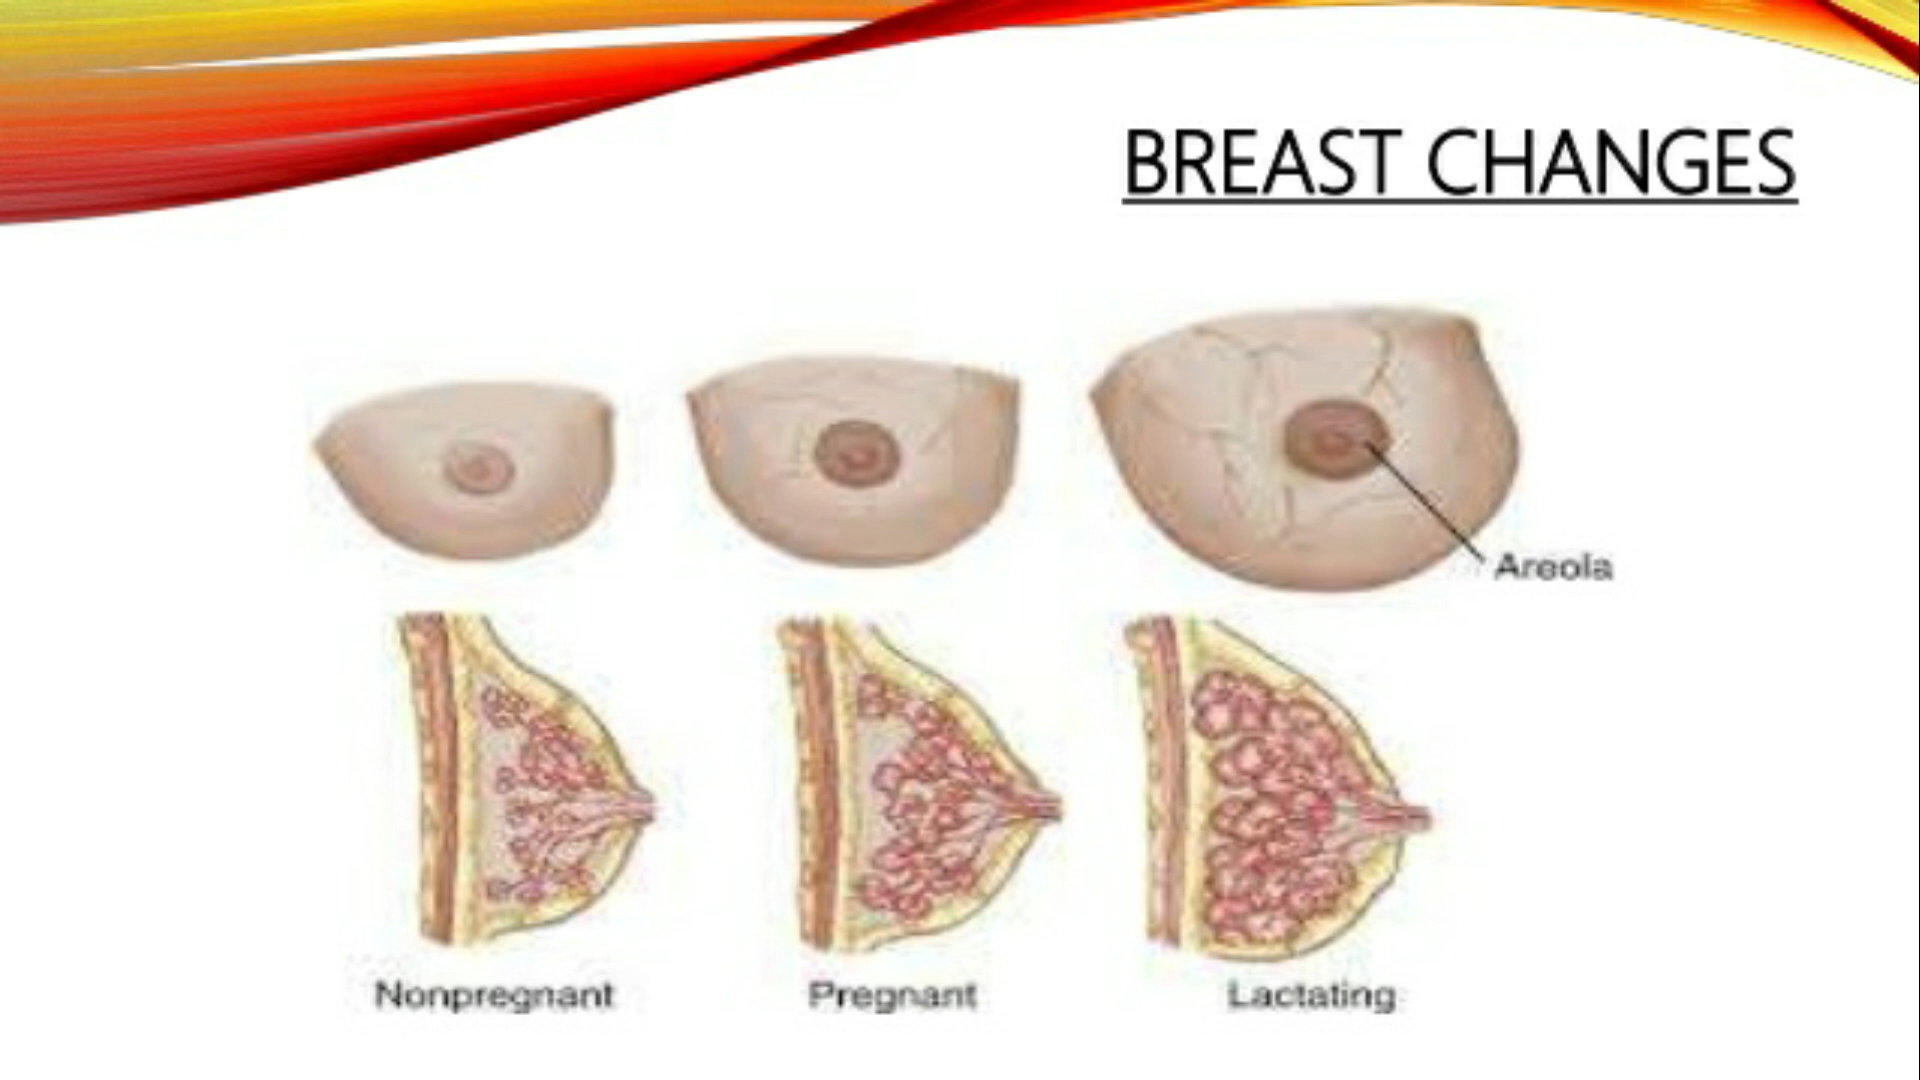 BREAST CHANGES
Areola
Nonpregnant
Pregnant
Lactating